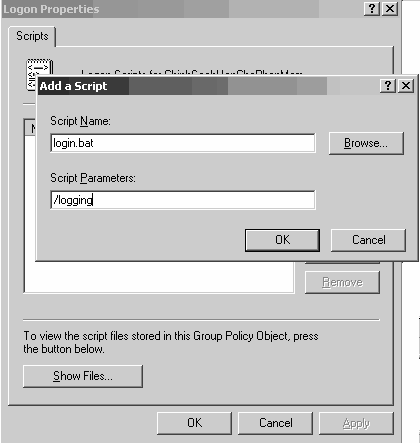 Logon Properties
Scripts
Add a Script
Script Name:
login.bat
Browse...
Script Parameters:
/logging
OK
Cancel
Remove
To view the script files stored in this Group Policy Object, press
the button below.
Show Files...
OK
Cancel
Apply